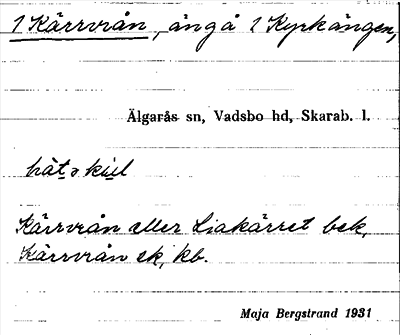 1 Kärrvrån, äng å 1 Kyrkängen,
Älgarås sn, Vadsbo hd, Skarab. l.
Kärrvrån eller Liakärret bek,
Kärrvrån ek, kb.
Maja Bergstrand 1931